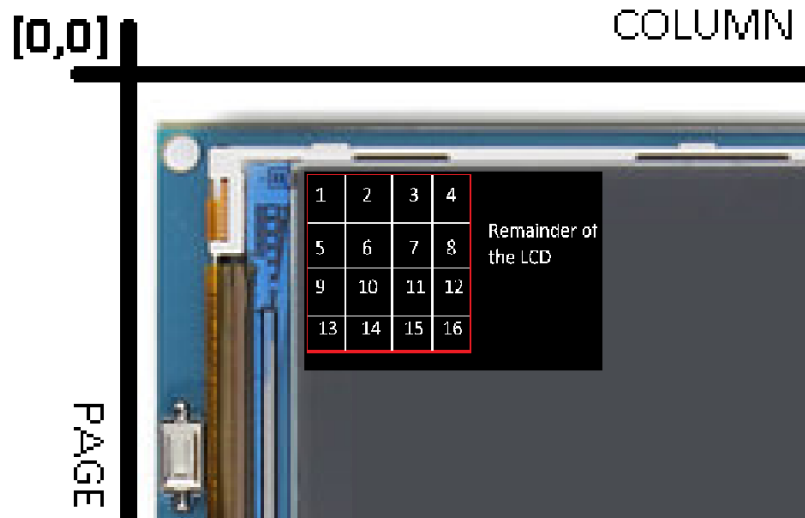 [0,0]
COLUMN
1 2 3 4
5 6 7 8
9 10 11 12
13 14 15 16
Remainder of
the LCD
PAGE